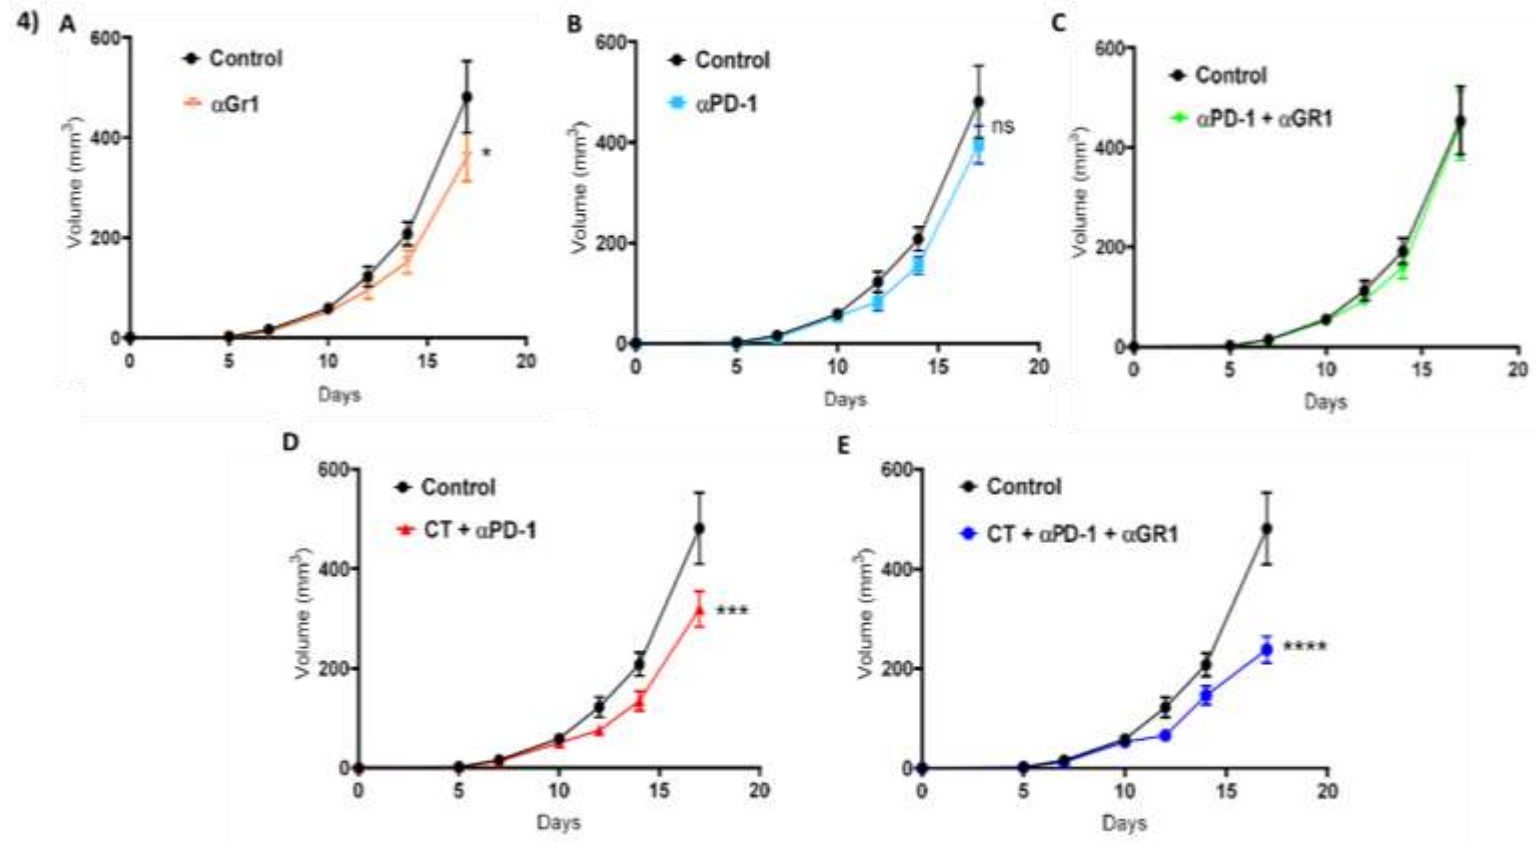 4) A
600
400
200
0
Volume (mm³)
Control
αGr1
*
0 5 10 15 20
Days
B
600
400
200
0
Volume (mm³)
Control
αPD-1
ns
0 5 10 15 20
Days
C
600
400
200
0
Volume (mm³)
Control
αPD-1 + αGR1
0 5 10 15 20
Days
D
600
400
200
0
Volume (mm³)
Control
CT + αPD-1
***
0 5 10 15 20
Days
E
600
400
200
0
Volume (mm³)
Control
CT + αPD-1 + αGR1
****
0 5 10 15 20
Days